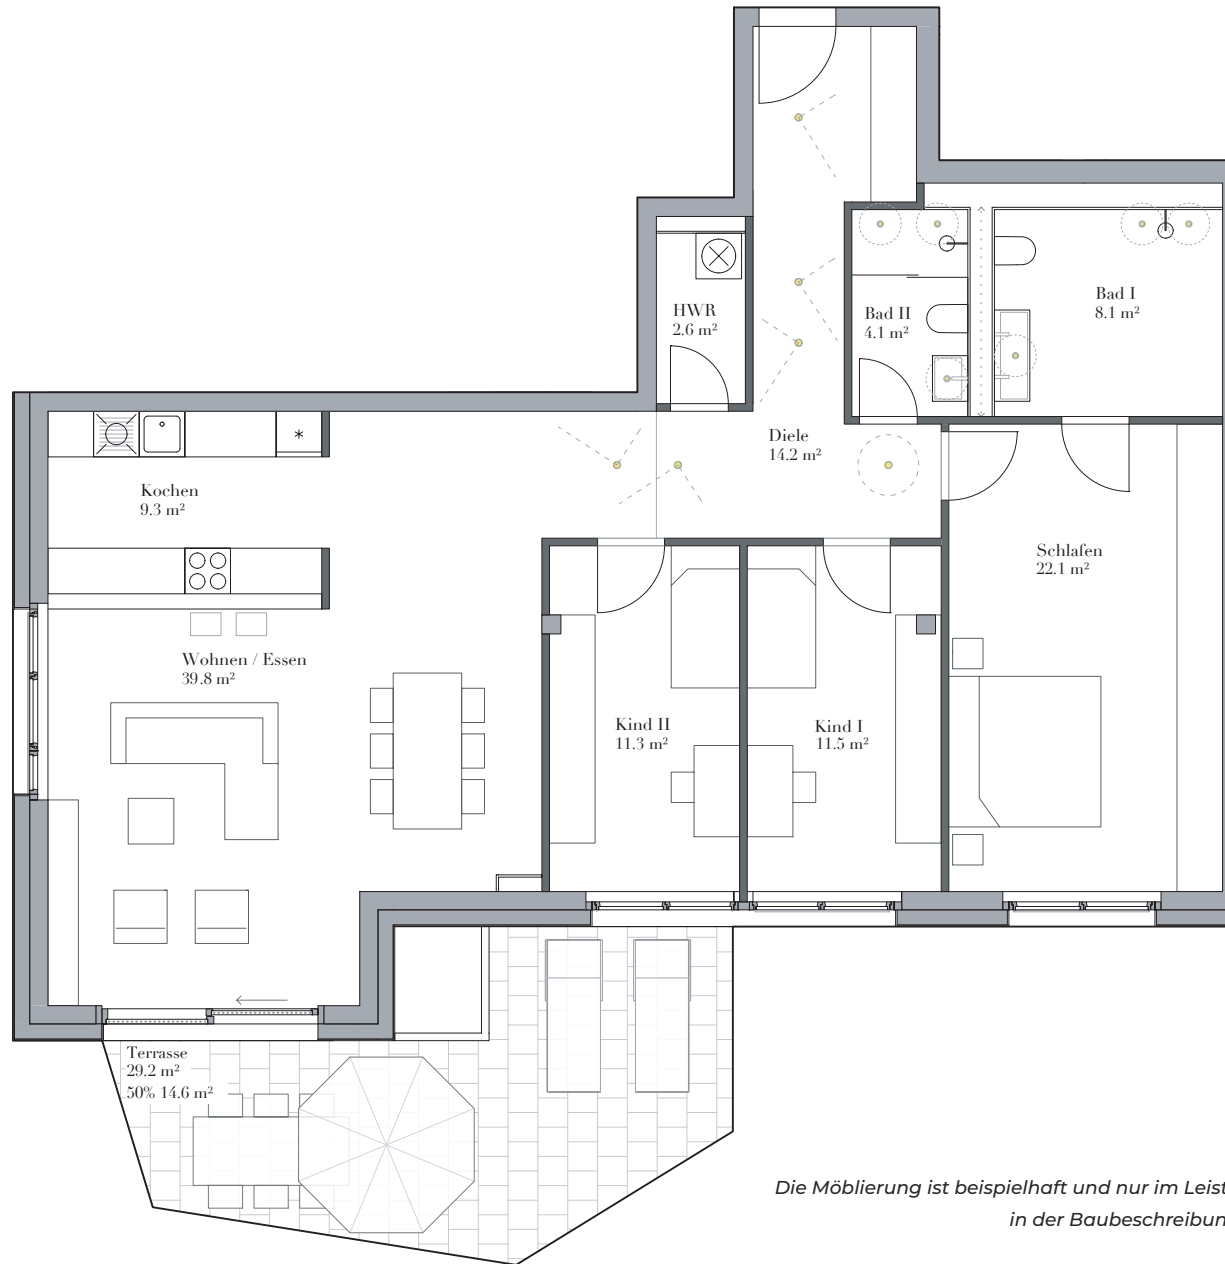 HWR
2.6 m²
Bad II
4.1 m²
Bad I
8.1 m²
Diele
14.2 m²
Kochen
9.3 m²
Schlafen
22.1 m²
Wohnen / Essen
39.8 m²
Kind II
11.3 m²
Kind I
11.5 m²
Terrasse
29.2 m²
50% 14.6 m²
Die Möblierung ist beispielhaft und nur im Leist
in der Baubeschreibun